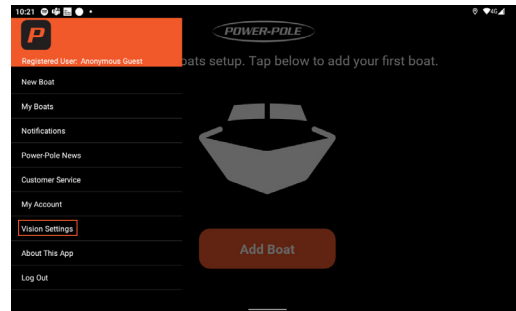 10:21
4G
POWER-POLE
P
Registered User: Anonymous Guest
oats setup. Tap below to add your first boat.
New Boat
My Boats
Notifications
Power-Pole News
Customer Service
My Account
Vision Settings
About This App
Log Out
Add Boat